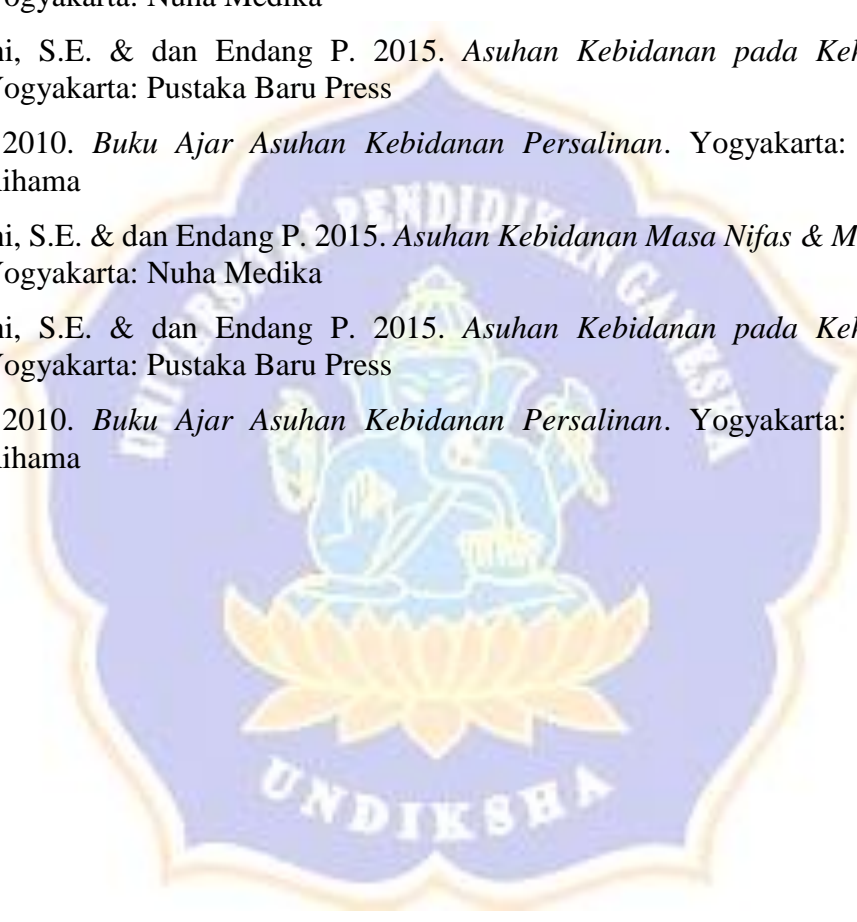 Yogyakarta: Nuha Medika
ni, S.E. & dan Endang P. 2015. Asuhan Kebidanan pada Keh
Yogyakarta: Pustaka Baru Press
2010. Buku Ajar Asuhan Kebidanan Persalinan. Yogyakarta:
ihama
ni, S.E. & dan Endang P. 2015. Asuhan Kebidanan Masa Nifas & M
Yogyakarta: Nuha Medika
ni, S.E. & dan Endang P. 2015. Asuhan Kebidanan pada Keh
Yogyakarta: Pustaka Baru Press
2010. Buku Ajar Asuhan Kebidanan Persalinan. Yogyakarta:
ihama
UNIVERSITAS PENDIDIKAN GANESHA
UNDIKSHA